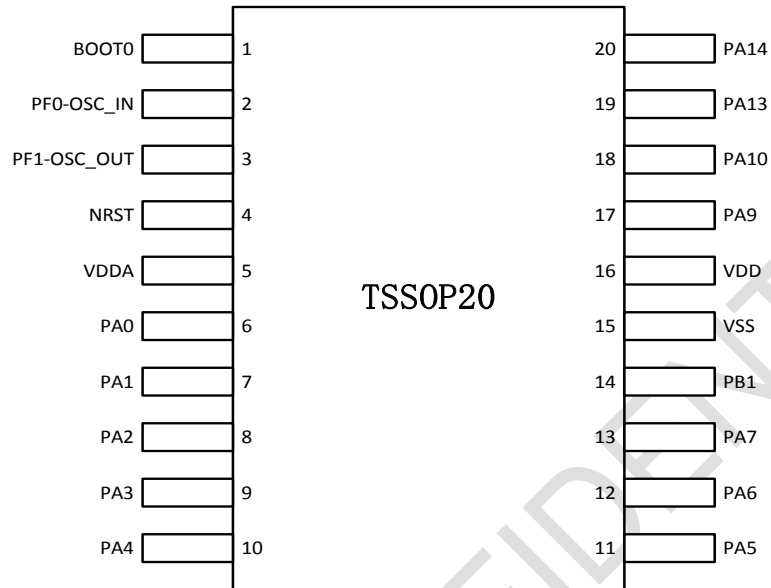 BOOT0 1 20 PA14
PF0-OSC_IN 2 19 PA13
PF1-OSC_OUT 3 18 PA10
NRST 4 17 PA9
VDDA 5 16 VDD
TSSOP20
PA0 6 15 VSS
PA1 7 14 PB1
PA2 8 13 PA7
PA3 9 12 PA6
PA4 10 11 PA5